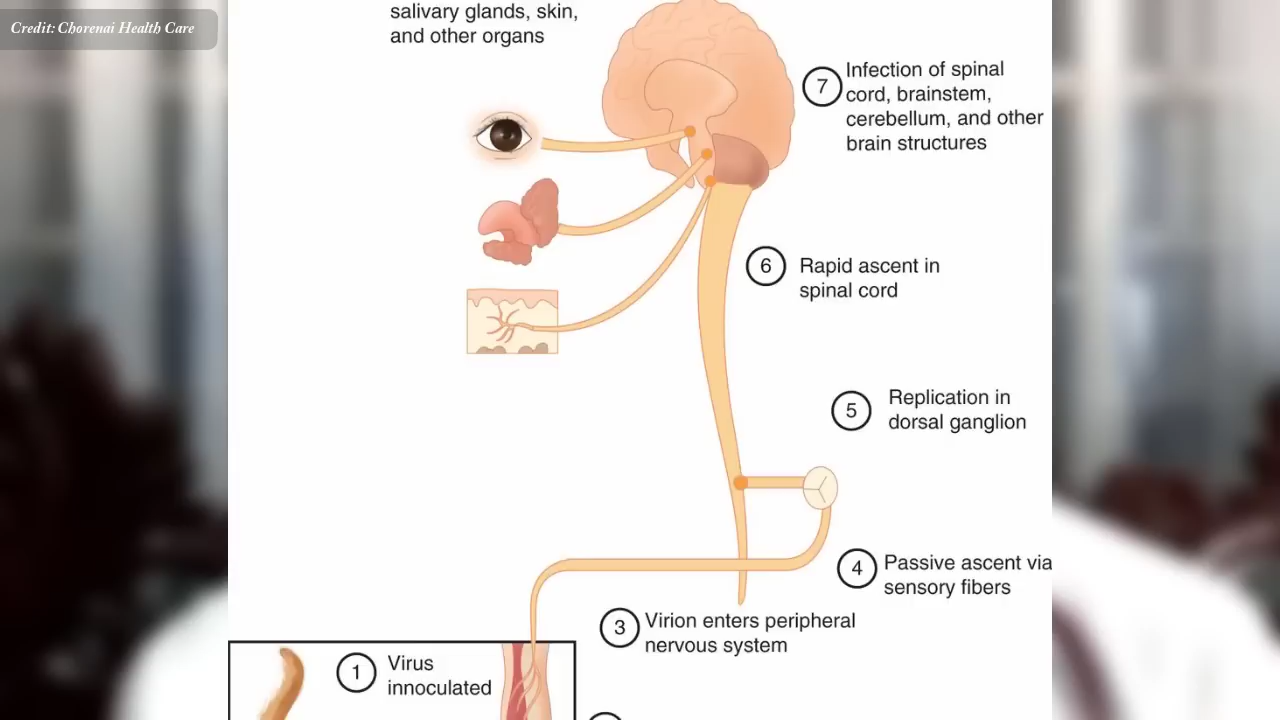 Credit: Chorenai Health Care
salivary glands, skin,
and other organs
7
Infection of spinal
cord, brainstem,
cerebellum, and other
brain structures
6
Rapid ascent in
spinal cord
5
Replication in
dorsal ganglion
4
Passive ascent via
sensory fibers
3
Virion enters peripheral
nervous system
1
Virus
innoculated